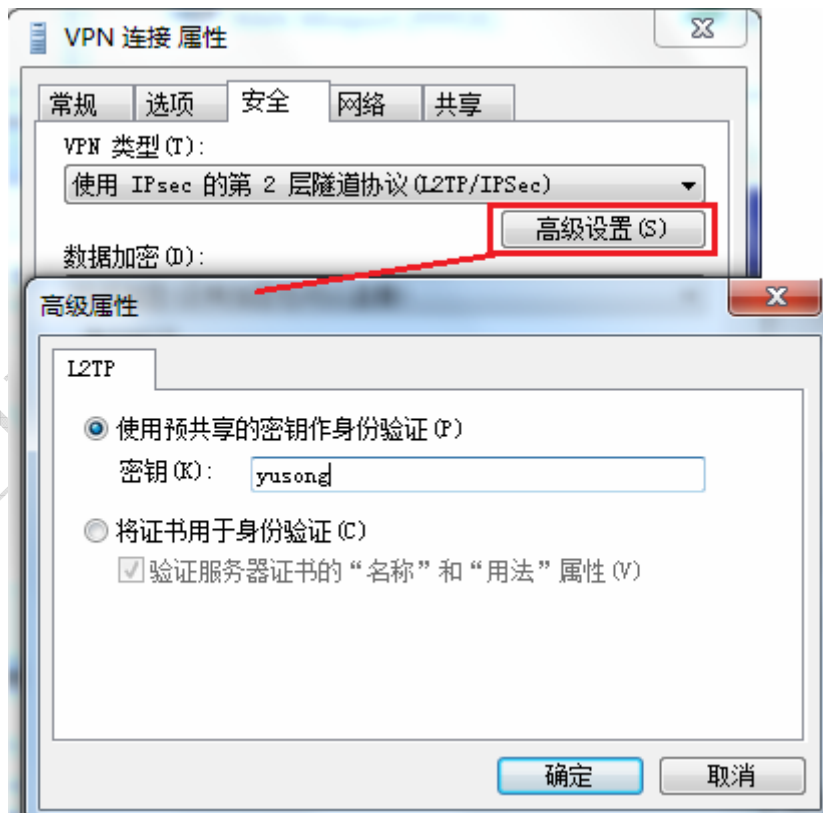 VPN 连接 属性
常规 选项 安全 网络 共享
VPN 类型(T):
使用 IPsec 的第 2 层隧道协议(L2TP/IPSec)
高级设置(S)
数据加密(D):
高级属性
L2TP
使用预共享的密钥作身份验证(P)
密钥(K): yusong
将证书用于身份验证(C)
验证服务器证书的“名称”和“用法”属性(V)
确定 取消